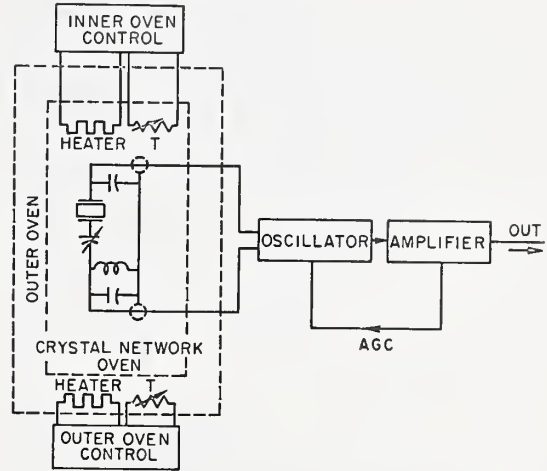 INNER OVEN
CONTROL
HEATER T
OUTER OVEN
OSCILLATOR
AMPLIFIER
OUT
AGC
CRYSTAL NETWORK
OVEN
HEATER T
OUTER OVEN
CONTROL